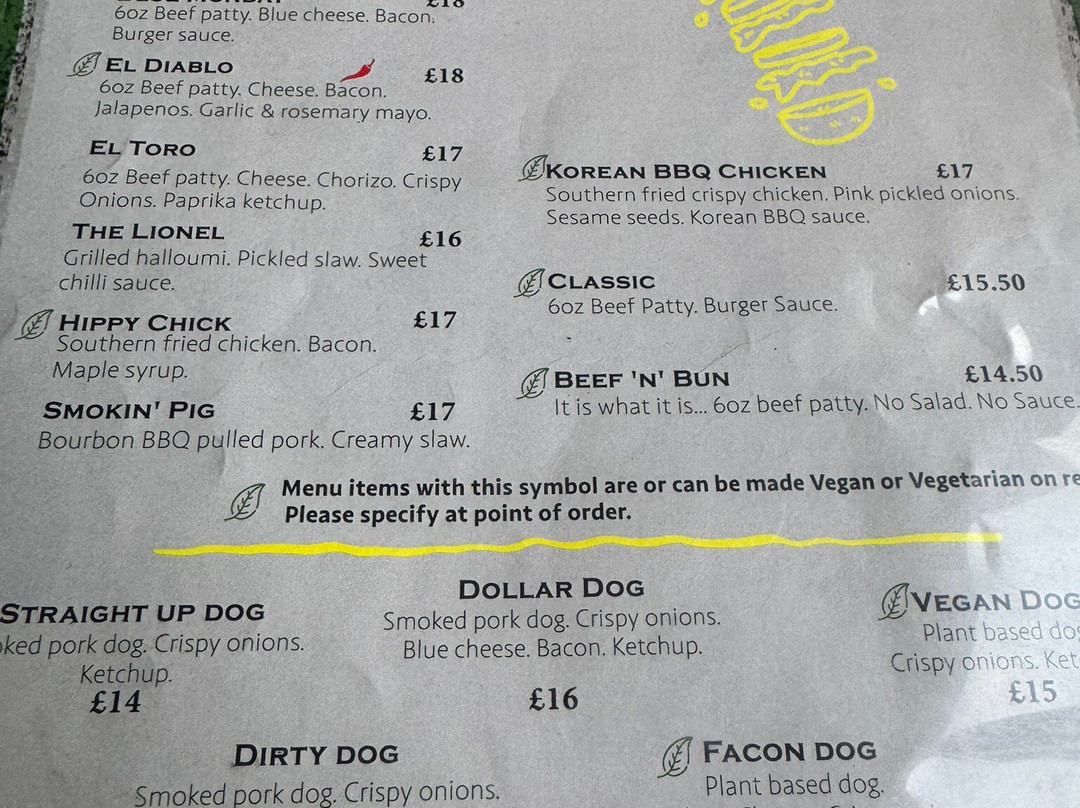 £18
6oz Beef patty. Blue cheese. Bacon.
Burger sauce.
EL DIABLO £18
6oz Beef patty. Cheese. Bacon.
Jalapenos. Garlic & rosemary mayo.
EL TORO £17
6oz Beef patty. Cheese. Chorizo. Crispy
Onions. Paprika ketchup.
THE LIONEL £16
Grilled halloumi. Pickled slaw. Sweet
chilli sauce.
HIPPY CHICK £17
Southern fried chicken. Bacon.
Maple syrup.
SMOKIN' PIG £17
Bourbon BBQ pulled pork. Creamy slaw.
KOREAN BBQ CHICKEN £17
Southern fried crispy chicken. Pink pickled onions.
Sesame seeds. Korean BBQ sauce.
CLASSIC £15.50
6oz Beef Patty. Burger Sauce.
BEEF 'N' BUN £14.50
It is what it is... 6oz beef patty. No Salad. No Sauce.
Menu items with this symbol are or can be made Vegan or Vegetarian on
Please specify at point of order.
STRAIGHT UP DOG
pork dog. Crispy onions.
Ketchup.
£14
DOLLAR DOG
Smoked pork dog. Crispy onions.
Blue cheese. Bacon. Ketchup.
£16
VEGAN DOG
Plant based
Crispy onions.
£15
DIRTY DOG
Smoked pork dog. Crispy onions.
FACON DOG
Plant based dog.